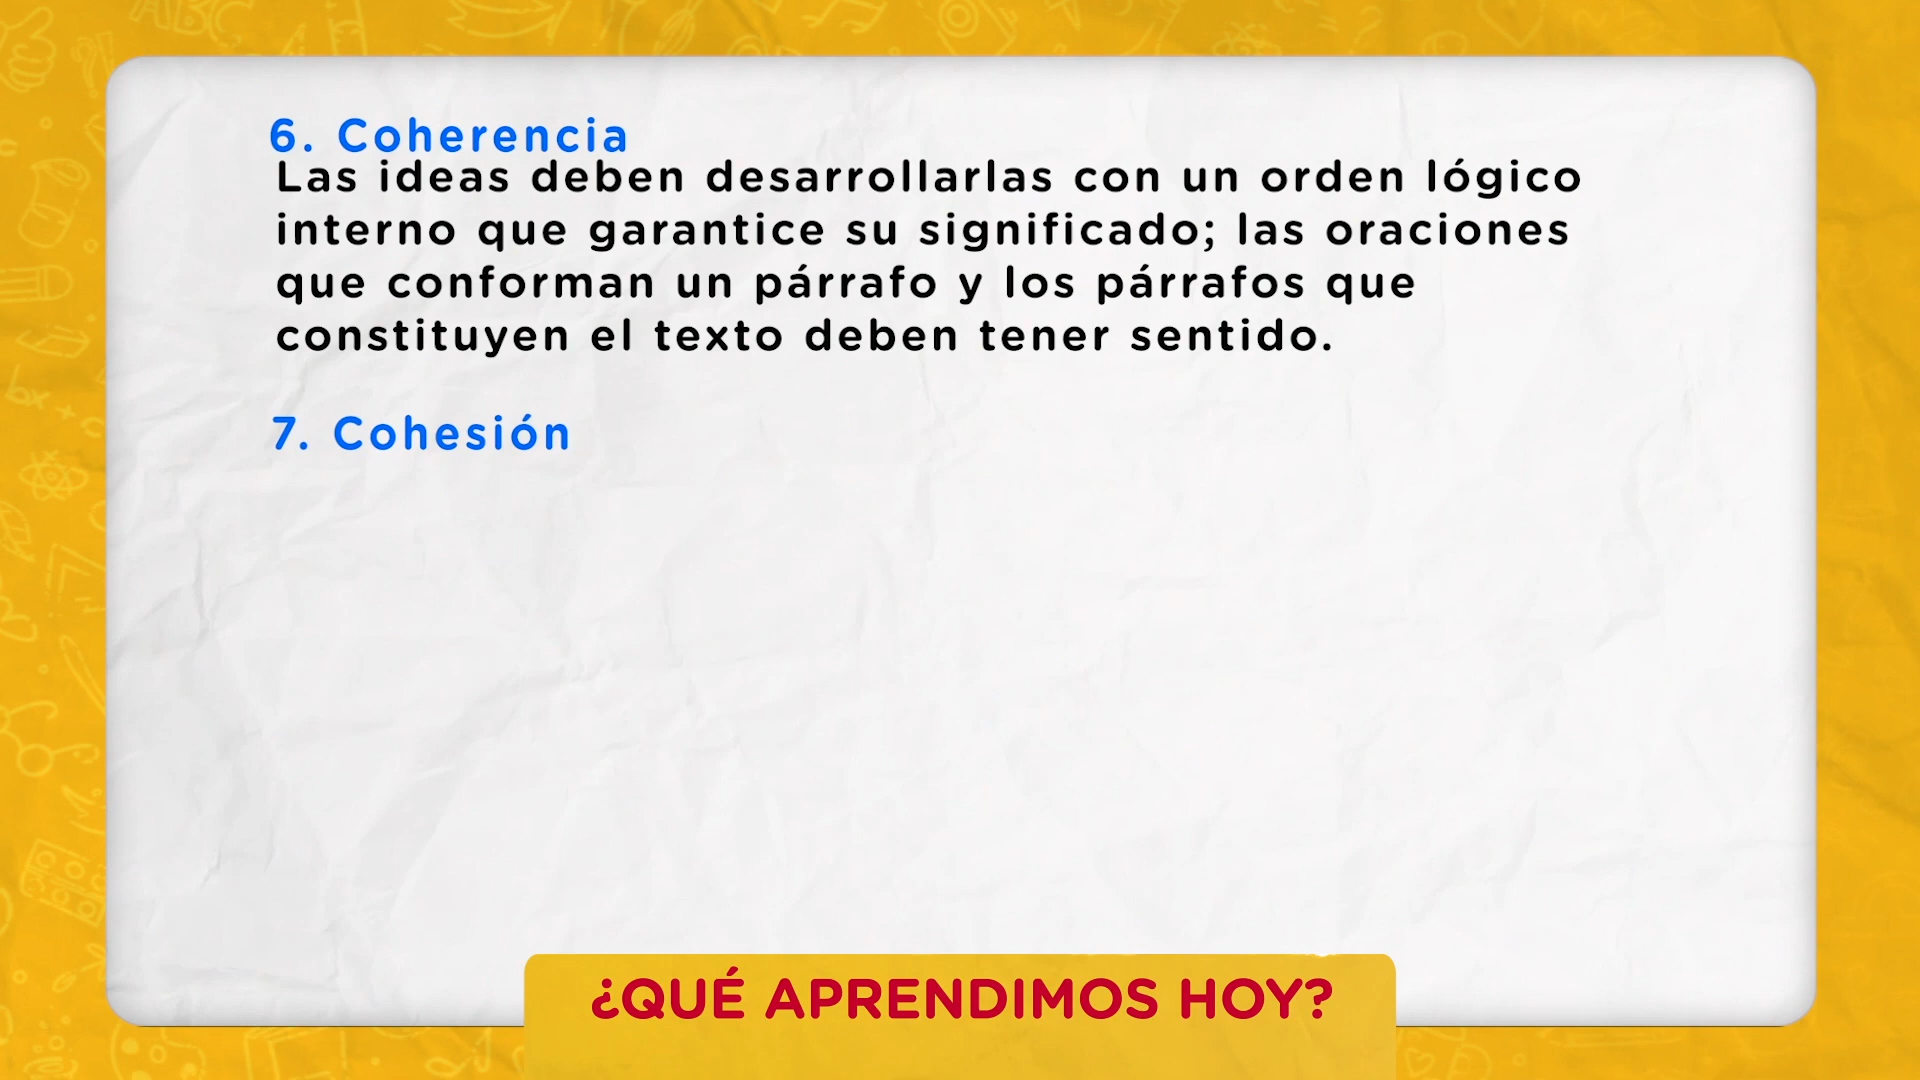 6. Coherencia
Las ideas deben desarrollarlas con un orden lógico
interno que garantice su significado; las oraciones
que conforman un párrafo y los párrafos que
constituyen el texto deben tener sentido.
7. Cohesión
¿QUÉ APRENDIMOS HOY?